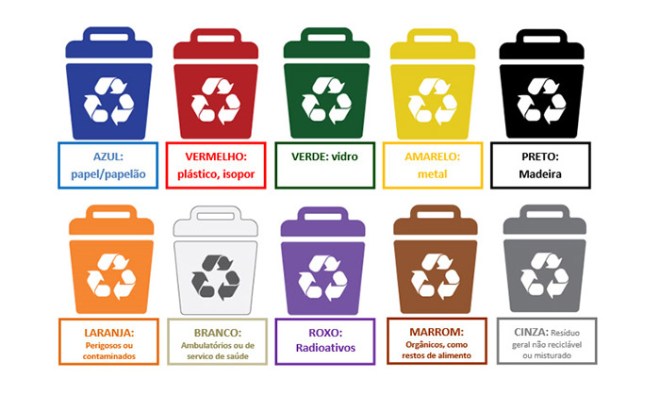 AZUL:
papel/papelão
VERMELHO:
plástico, isopor
VERDE: vidro
AMARELO:
metal
PRETO:
Madeira
LARANJA:
Perigosos ou
contaminados
BRANCO:
Ambulatórios ou de
servico de saúde
ROXO:
Radioativos
MARROM:
Orgânicos, como
restos de alimento
CINZA: Resíduo
geral não reciclável
ou misturado